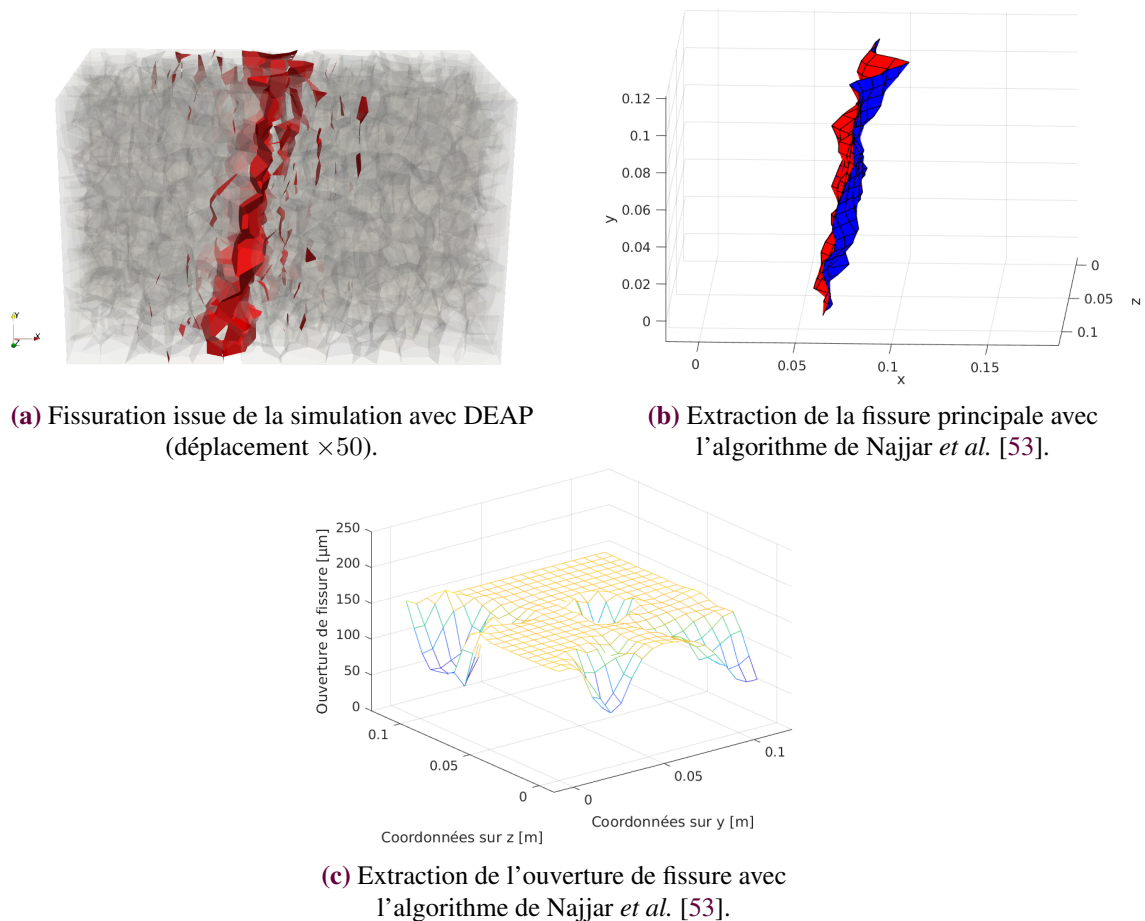 Y
X
Z
0.12
0.1
0.08
0.06
0.04
0.02
0
y
0
0.05
0.1
0.15
x
0
0.05
0.1
z
(a) Fissuration issue de la simulation avec DEAP
(déplacement ×50).
(b) Extraction de la fissure principale avec
l'algorithme de Najjar et al. [53].
250
200
150
100
50
0
Ouverture de fissure [µm]
0.1
0.05
0
Coordonnées sur z [m]
0
0.05
0.1
Coordonnées sur y [m]
(c) Extraction de l'ouverture de fissure avec
l'algorithme de Najjar et al. [53].